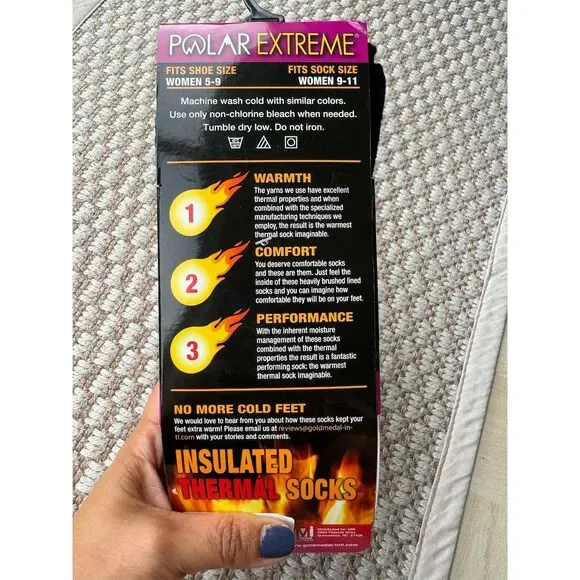 POLAR EXTREME®
FITS SHOE SIZE FITS SOCK SIZE
WOMEN 5-9 WOMEN 9-11
Machine wash cold with similar colors.
Use only non-chlorine bleach when needed.
Tumble dry low. Do not iron.
1
WARMTH
The yarns we use have excellent
thermal properties and when
combined with the specialized
manufacturing techniques we
employ, the result is the warmest
thermal sock imaginable.
2
COMFORT
You deserve comfortable socks
and these are them. Just feel the
inside of these heavily brushed lined
socks and you can imagine how
comfortable they will be on your feet.
3
PERFORMANCE
With the inherent moisture
management of these socks
combined with the thermal
properties the result is a fantastic
performing sock: the warmest
thermal sock imaginable.
NO MORE COLD FEET
We would love to hear from you about how these socks kept your
feet extra warm! Please email us at reviews@goldmedal-in-
tl.com with your stories and comments.
INSULATED
THERMAL SOCKS
Distributed by: GMI
www.goldmedal-intl.com